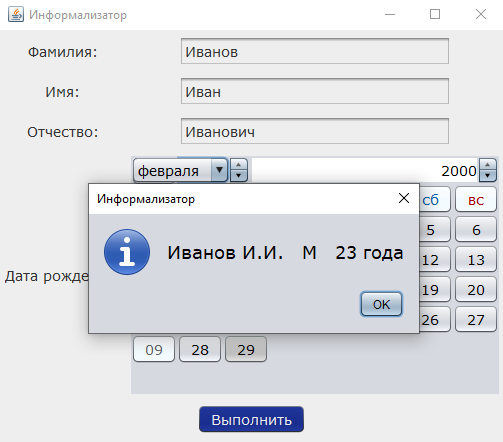 Информализатор
Фамилия: Иванов
Имя: Иван
Отчество: Иванович
февраля 2000
Информализатор
сб вс
5 6
Иванов И.И. М 23 года
12 13
Дата рожде
19 20
OK
26 27
09 28 29
Выполнить